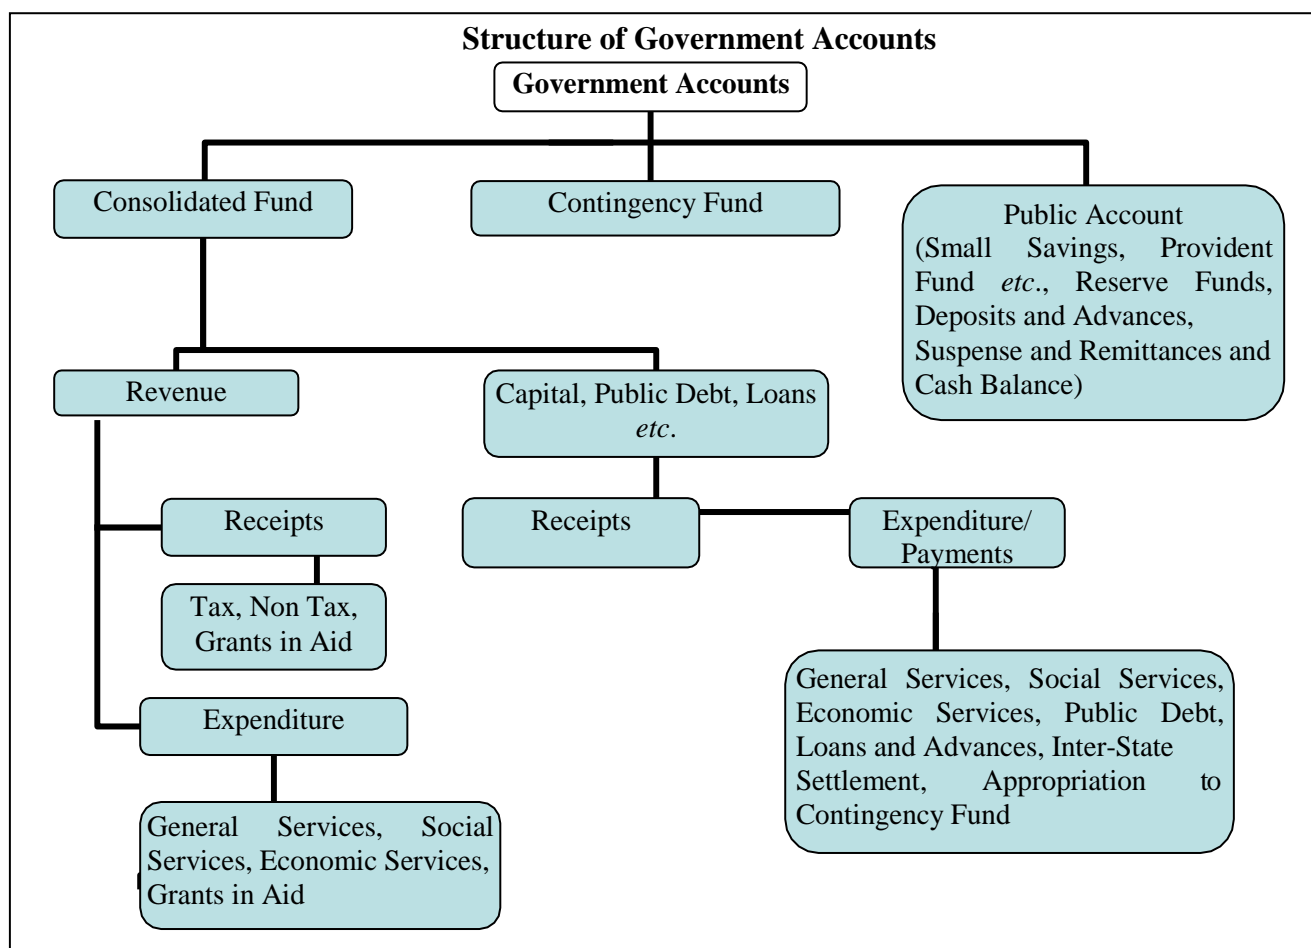 Structure of Government Accounts
Government Accounts
Consolidated Fund
Contingency Fund
Public Account
(Small Savings, Provident
Fund etc., Reserve Funds,
Deposits and Advances,
Suspense and Remittances and
Cash Balance)
Revenue
Capital, Public Debt, Loans
etc.
Receipts
Tax, Non Tax,
Grants in Aid
Expenditure
General Services, Social
Services, Economic Services,
Grants in Aid
Receipts
Expenditure/
Payments
General Services, Social Services,
Economic Services, Public Debt,
Loans and Advances, Inter-State
Settlement, Appropriation to
Contingency Fund